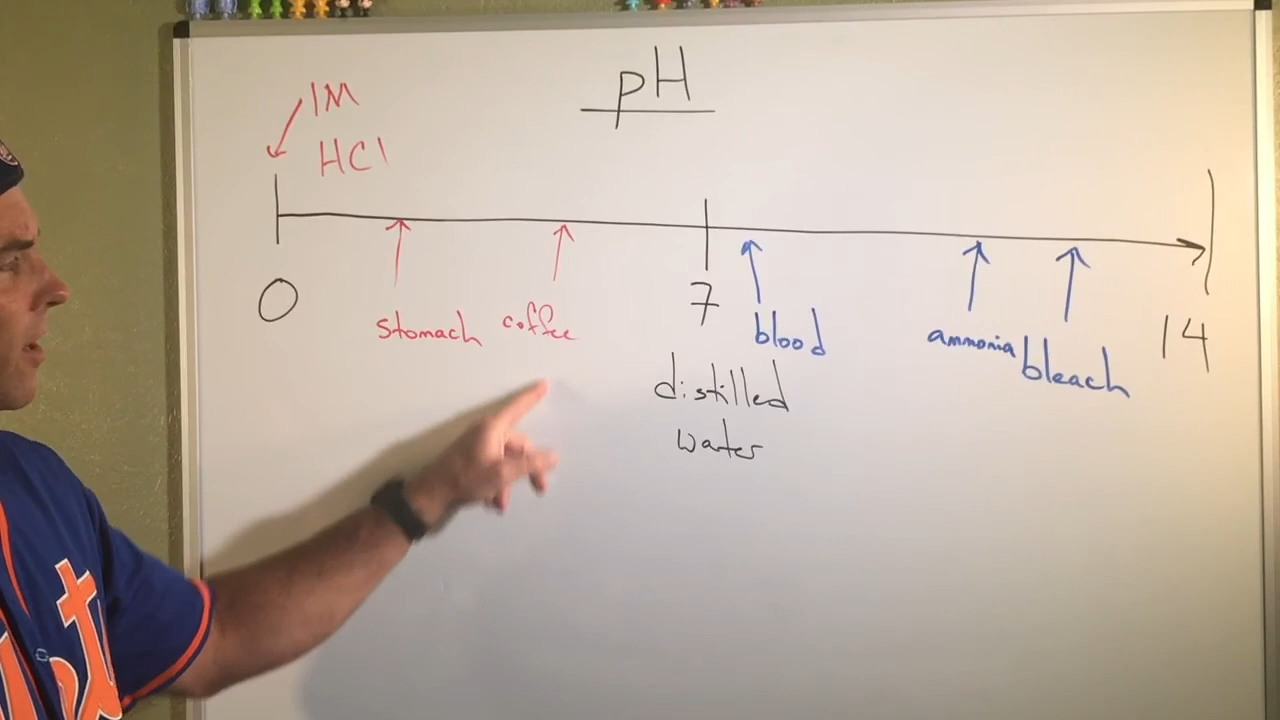 pH
1M
HCl
0
7
14
stomach
coffee
blood
ammonia
bleach
distilled
water